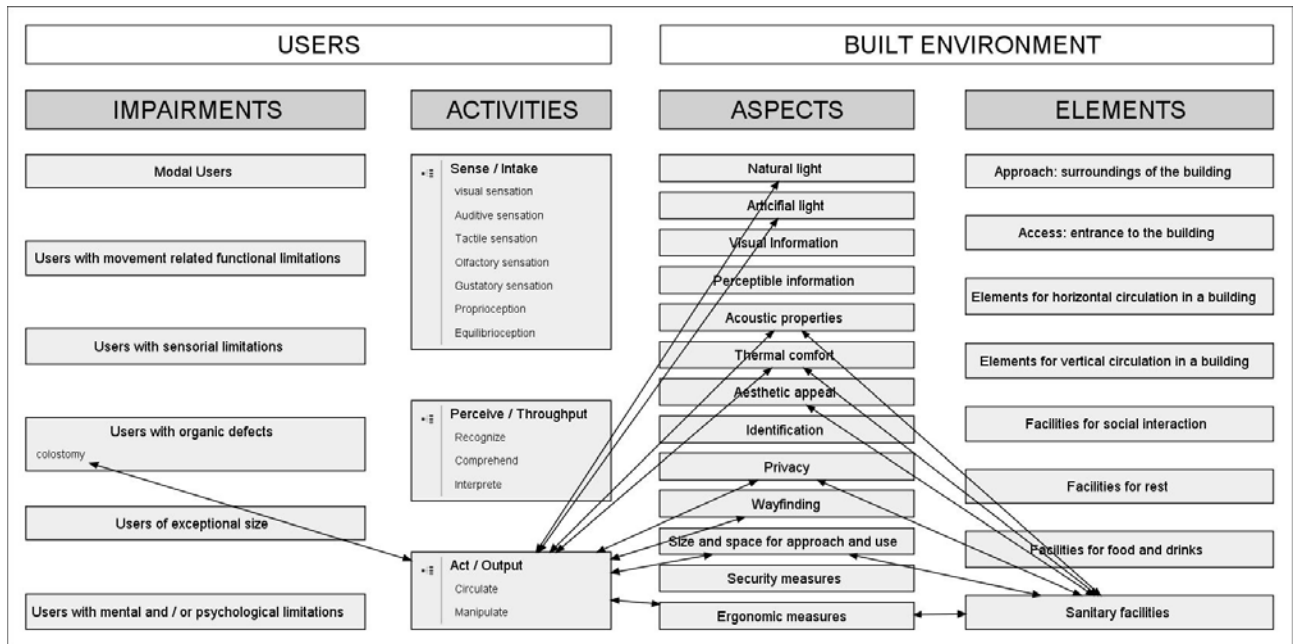 USERS
BUILT ENVIRONMENT
IMPAIRMENTS
ACTIVITIES
ASPECTS
ELEMENTS
Modal Users
Users with movement related functional limitations
Users with sensorial limitations
Users with organic defects
colostomy
Users of exceptional size
Users with mental and / or psychological limitations
Sense / Intake
visual sensation
Auditive sensation
Tactile sensation
Olfactory sensation
Gustatory sensation
Proprioception
Equilibrioception
Perceive / Throughput
Recognize
Comprehend
Interprete
Act / Output
Circulate
Manipulate
Natural light
Articifial light
Visual Information
Perceptible information
Acoustic properties
Thermal comfort
Aesthetic appeal
Identification
Privacy
Wayfinding
Size and space for approach and use
Security measures
Ergonomic measures
Approach: surroundings of the building
Access: entrance to the building
Elements for horizontal circulation in a building
Elements for vertical circulation in a building
Facilities for social interaction
Facilities for rest
Facilities for food and drinks
Sanitary facilities